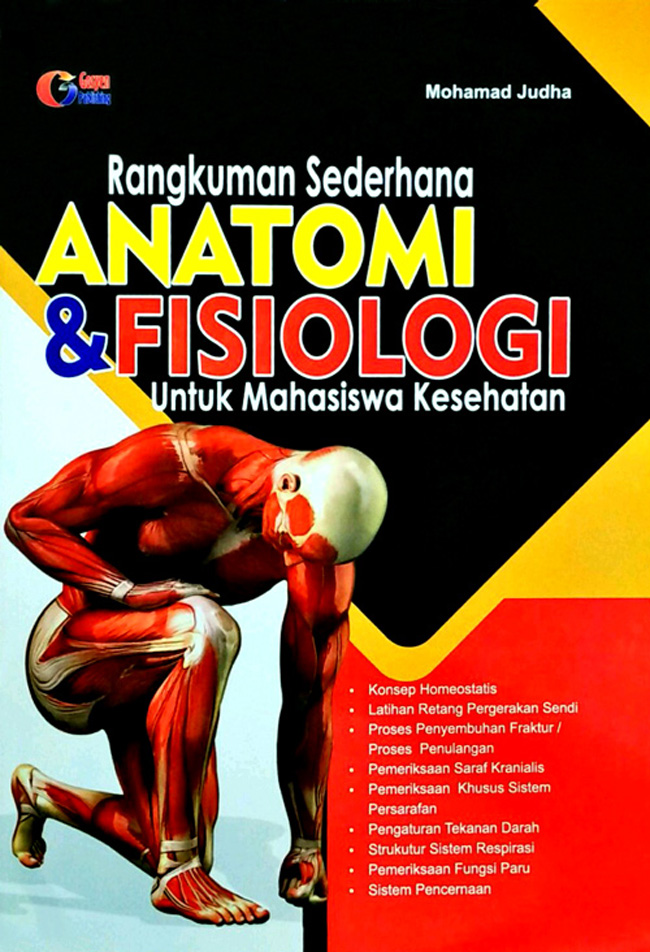 Gosyen
Publishing
Mohamad Judha
Rangkuman Sederhana
ANATOMI
& FISIOLOGI
Untuk Mahasiswa Kesehatan
• Konsep Homeostatis
• Latihan Retang Pergerakan Sendi
• Proses Penyembuhan Fraktur /
Proses Penulangan
• Pemeriksaan Saraf Kranialis
• Pemeriksaan Khusus Sistem
Persarafan
• Pengaturan Tekanan Darah
• Strukutur Sistem Respirasi
• Pemeriksaan Fungsi Paru
• Sistem Pencernaan